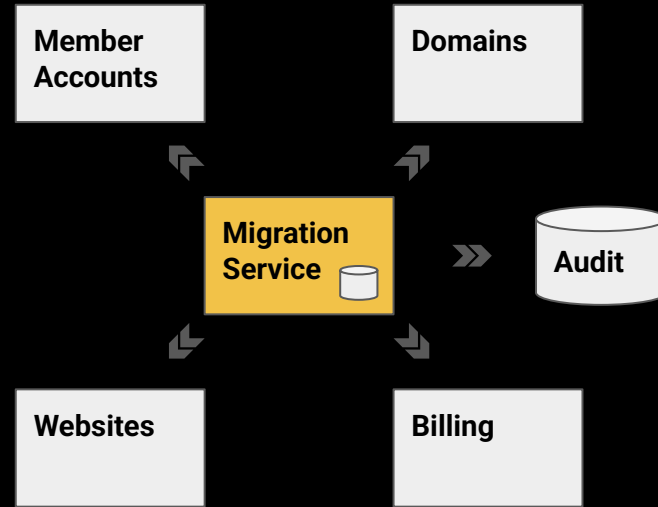 Member
Accounts
Domains
Migration
Service
Audit
Websites
Billing